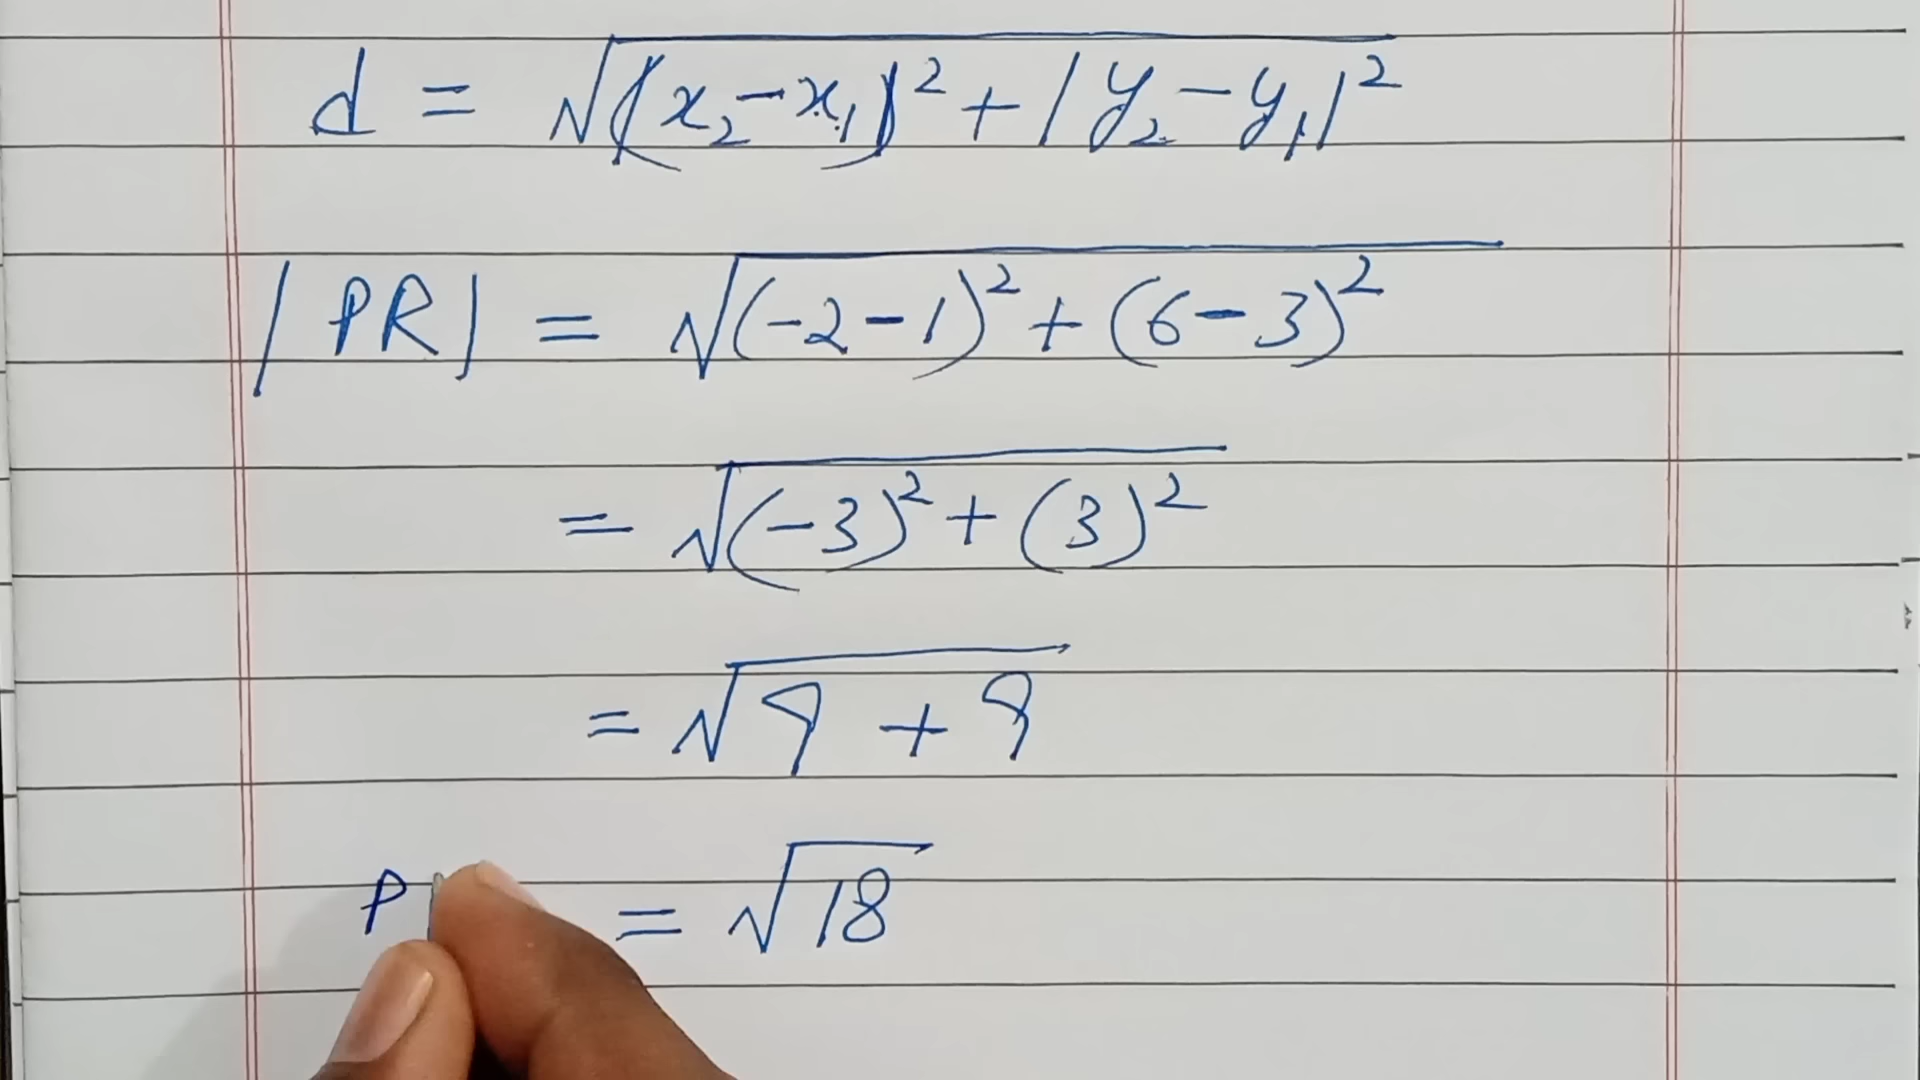 d = √(x₂-x₁)² + |y₂-y₁|²
|PR| = √(-2-1)² + (6-3)²
= √(-3)² + (3)²
= √9 + 9
P = √18